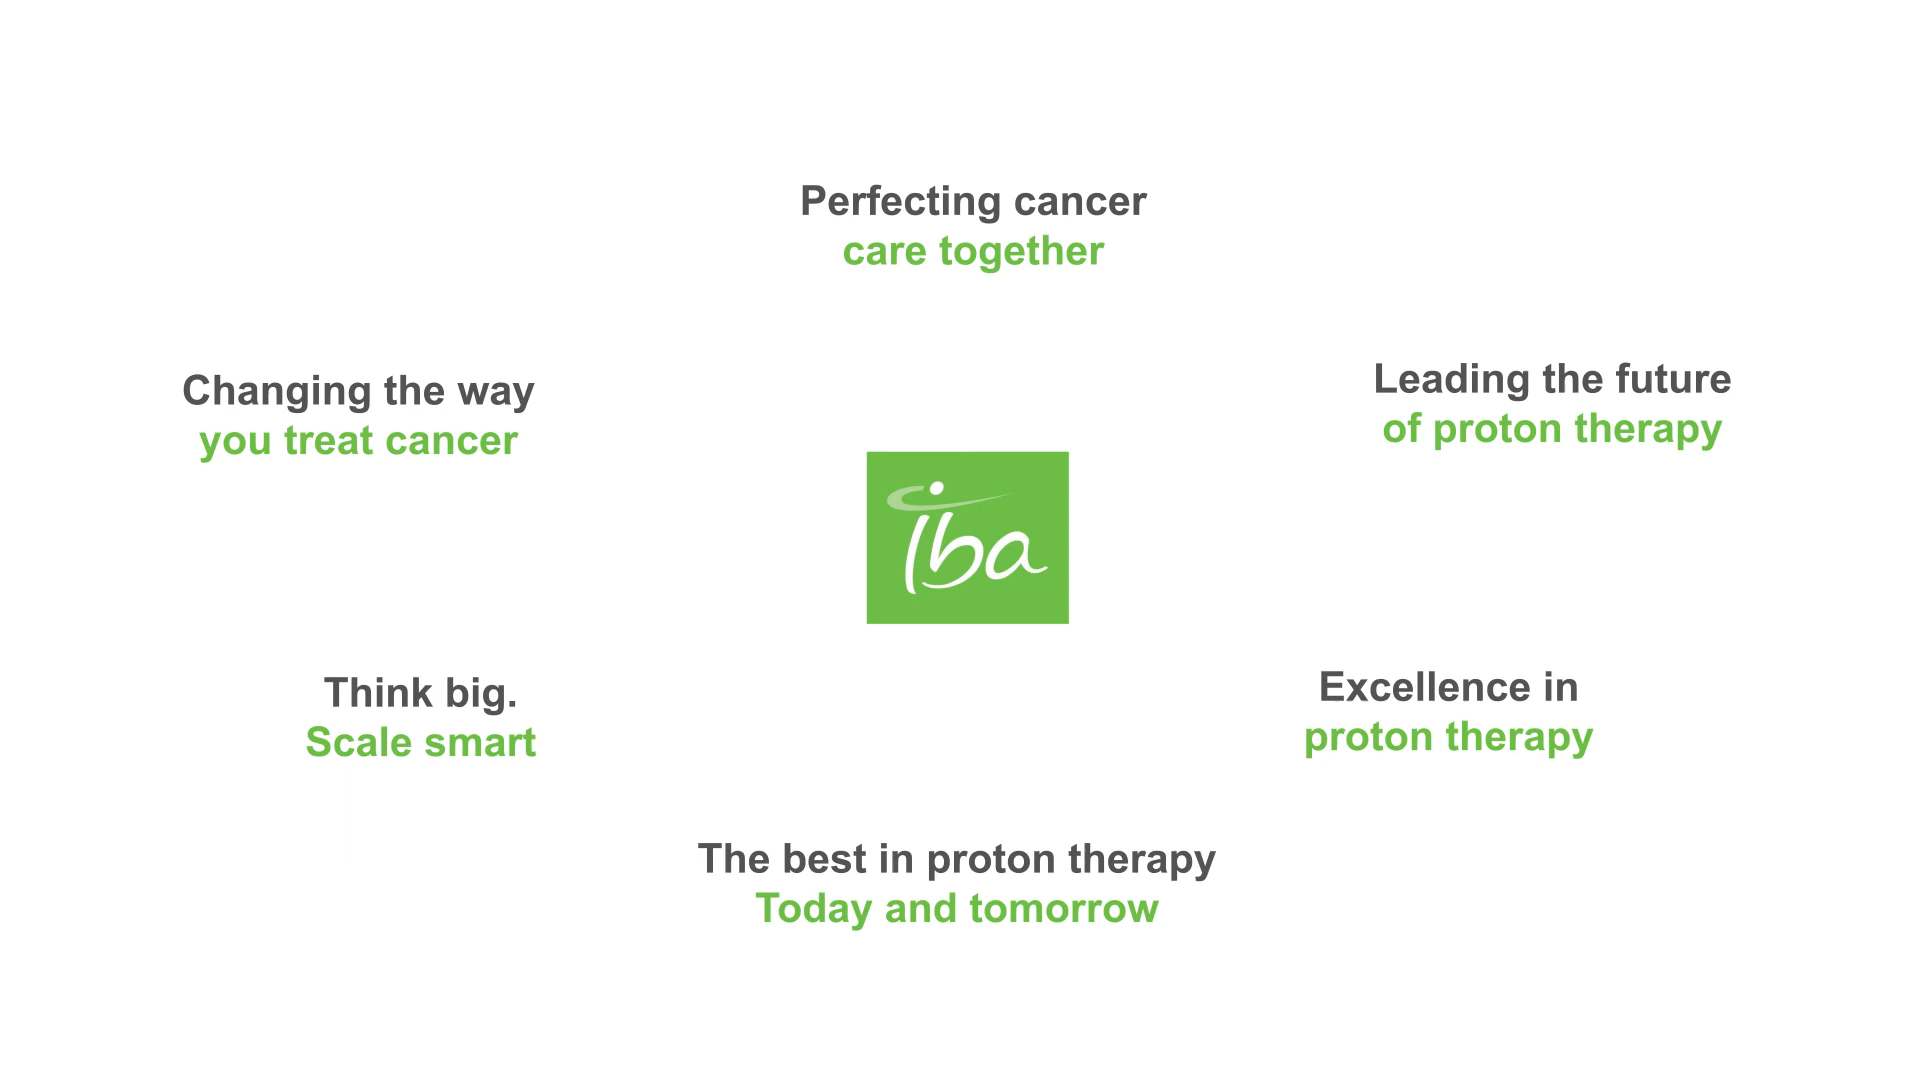 Perfecting cancer
care together
Changing the way
you treat cancer
Leading the future
of proton therapy
iba
Think big.
Scale smart
Excellence in
proton therapy
The best in proton therapy
Today and tomorrow